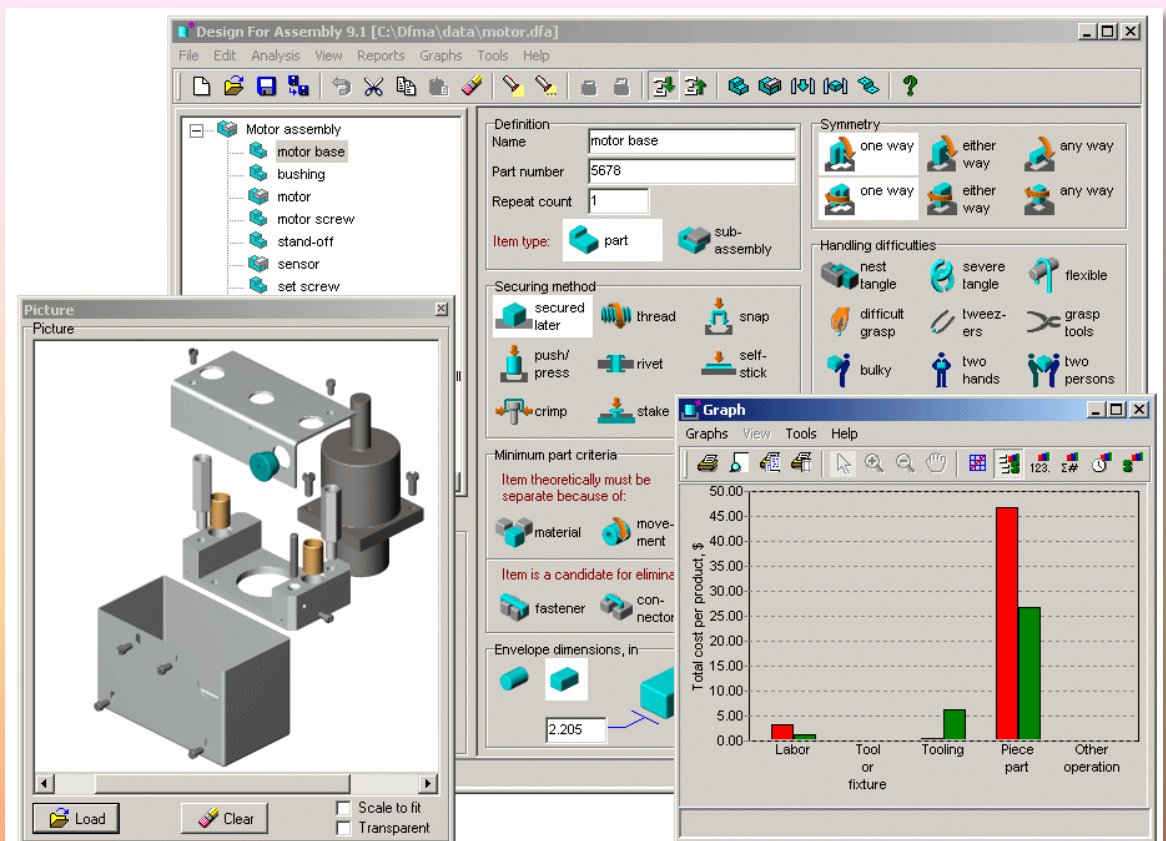 Design For Assembly 9.1 [C:\Dfma\data\motor.dfa]
File Edit Analysis View Reports Graphs Tools Help
Motor assembly
motor base
bushing
motor
motor screw
stand-off
sensor
set screw
Definition
Name motor base
Part number 5678
Repeat count 1
Item type: part sub-
assembly
Securing method
secured
later
thread
snap
push/
press
rivet
self-
stick
crimp
stake
Minimum part criteria
Item theoretically must be
separate because of:
material
move-
ment
Item is a candidate for elimina
fastener
con-
nector
Envelope dimensions, in
2.205
Symmetry
one way
either
way
any way
one way
either
way
any way
Handling difficulties
nest
tangle
severe
tangle
flexible
difficult
grasp
tweez-
ers
grasp
tools
bulky
two
hands
two
persons
Picture
Picture
Load
Clear
Scale to fit
Transparent
Graph
Graphs View Tools Help
123. Σ#
Total cost per product, $
50.00
45.00
40.00
35.00
30.00
25.00
20.00
15.00
10.00
5.00
0.00
Labor
Tool
or
fixture
Tooling
Piece
part
Other
operation